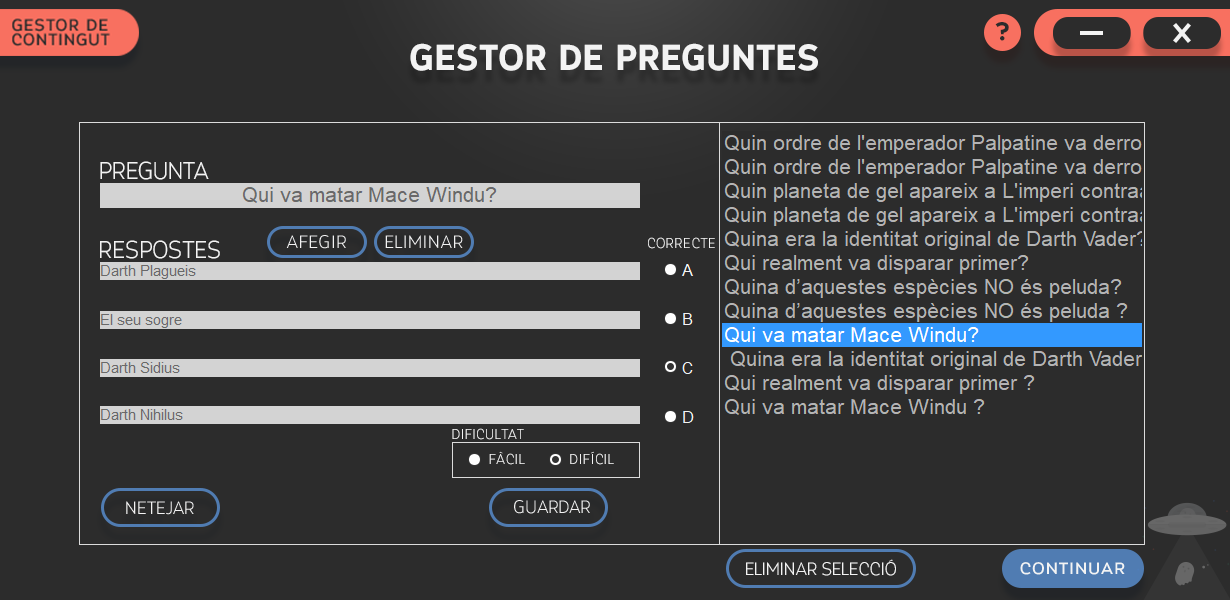 GESTOR DE
CONTINGUT
?
GESTOR DE PREGUNTES
PREGUNTA
Qui va matar Mace Windu?
RESPOSTES
AFEGIR
ELIMINAR
CORRECTE
Darth Plagueis
A
El seu sogre
B
Darth Sidius
C
Darth Nihilus
D
DIFICULTAT
FÀCIL
DIFÍCIL
NETEJAR
GUARDAR
Quin ordre de l'emperador Palpatine va derro
Quin ordre de l'emperador Palpatine va derro
Quin planeta de gel apareix a L'imperi contraa
Quin planeta de gel apareix a L'imperi contraa
Quina era la identitat original de Darth Vader?
Qui realment va disparar primer?
Quina d’aquestes espècies NO és peluda?
Quina d’aquestes espècies NO és peluda ?
Qui va matar Mace Windu?
Quina era la identitat original de Darth Vader
Qui realment va disparar primer ?
Qui va matar Mace Windu ?
ELIMINAR SELECCIÓ
CONTINUAR